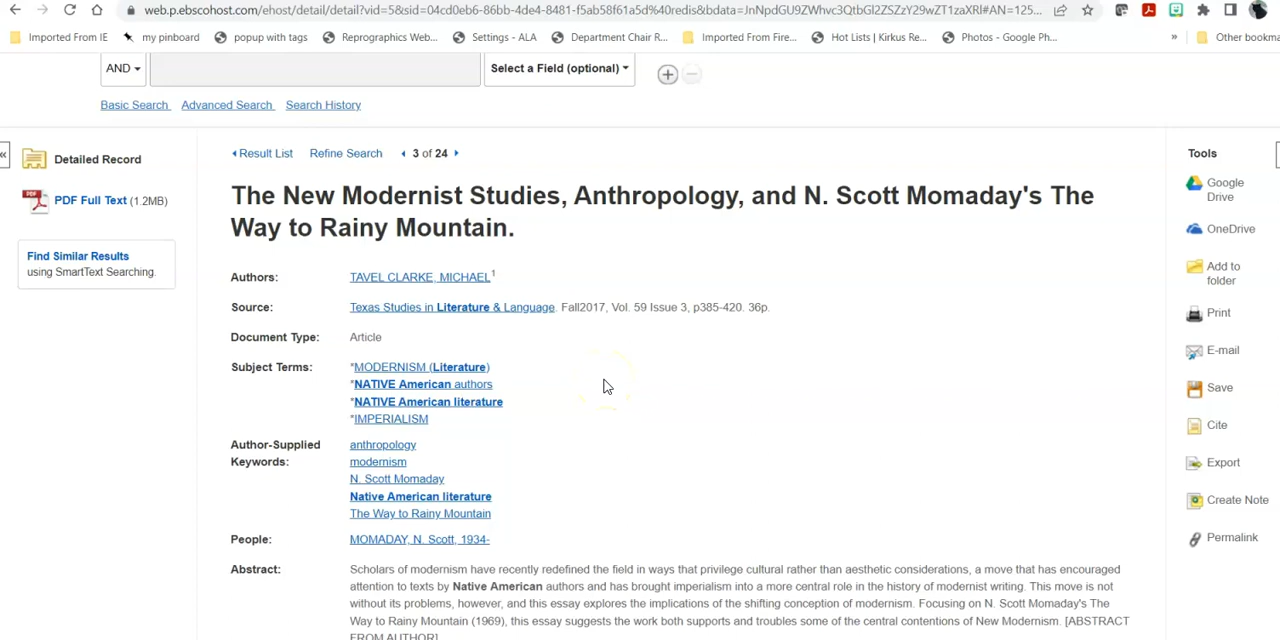 web.p.ebscohost.com/ehost/detail/detail?vid=5&sid=04cd0eb6-86bb-4de4-8481-f5ab58f61a5d%40redis&bdata=JnNpdGU9ZWhvc3QtbGl2ZSZzY29wZT1zaXRl#AN=125...
Imported From IE my pinboard popup with tags Reprographics Web... Settings - ALA Department Chair R... Imported From Fire... Hot Lists | Kirkus Re... Photos - Google Ph... » Other bookma
AND Select a Field (optional)
Basic Search Advanced Search Search History
«
Detailed Record
PDF Full Text (1.2MB)
Find Similar Results
using SmartText Searching.
Result List Refine Search 3 of 24
The New Modernist Studies, Anthropology, and N. Scott Momaday's The
Way to Rainy Mountain.
Authors: TAVEL CLARKE, MICHAEL1
Source: Texas Studies in Literature & Language. Fall2017, Vol. 59 Issue 3, p385-420. 36p.
Document Type: Article
Subject Terms: *MODERNISM (Literature)
*NATIVE American authors
*NATIVE American literature
*IMPERIALISM
Author-Supplied anthropology
Keywords: modernism
N. Scott Momaday
Native American literature
The Way to Rainy Mountain
People: MOMADAY, N. Scott, 1934-
Abstract: Scholars of modernism have recently redefined the field in ways that privilege cultural rather than aesthetic considerations, a move that has encouraged
attention to texts by Native American authors and has brought imperialism into a more central role in the history of modernist writing. This move is not
without its problems, however, and this essay explores the implications of the shifting conception of modernism. Focusing on N. Scott Momaday's The
Way to Rainy Mountain (1969), this essay suggests the work both supports and troubles some of the central contentions of New Modernism. [ABSTRACT
FROM AUTHOR]
Tools
Google
Drive
OneDrive
Add to
folder
Print
E-mail
Save
Cite
Export
Create Note
Permalink